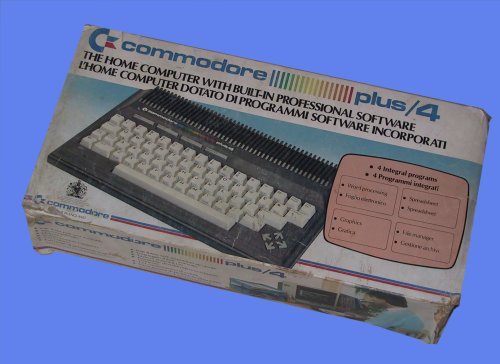 commodore plus/4
THE HOME COMPUTER WITH BUILT-IN PROFESSIONAL SOFTWARE
L'HOME COMPUTER DOTATO DI PROGRAMMI SOFTWARE INCORPORATI
• 4 Integral programs
• 4 Programmi integrati
Word processing
Foglio elettronico
Spreadsheet
Spreadsheet
Graphics
Grafica
File manager
Gestione archivi
commodore
commodore plus/4